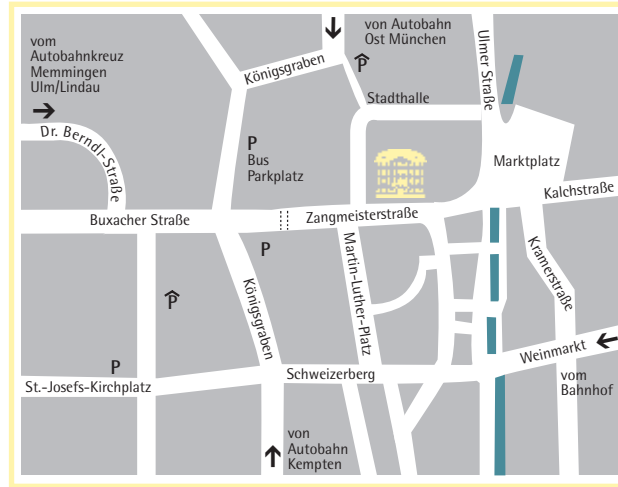 von Autobahn
Ost München
vom
Autobahnkreuz
Memmingen
Ulm/Lindau
Ulmer Straße
Königsgraben
P
Stadthalle
Dr. Berndl-Straße
P
Bus
Parkplatz
Marktplatz
Kalchstraße
Buxacher Straße
Zangmeisterstraße
P
Martin-Luther-Platz
Königsgraben
Kramerstraße
P
P
Weinmarkt
Schweizerberg
St.-Josefs-Kirchplatz
vom
Bahnhof
von
Autobahn
Kempten